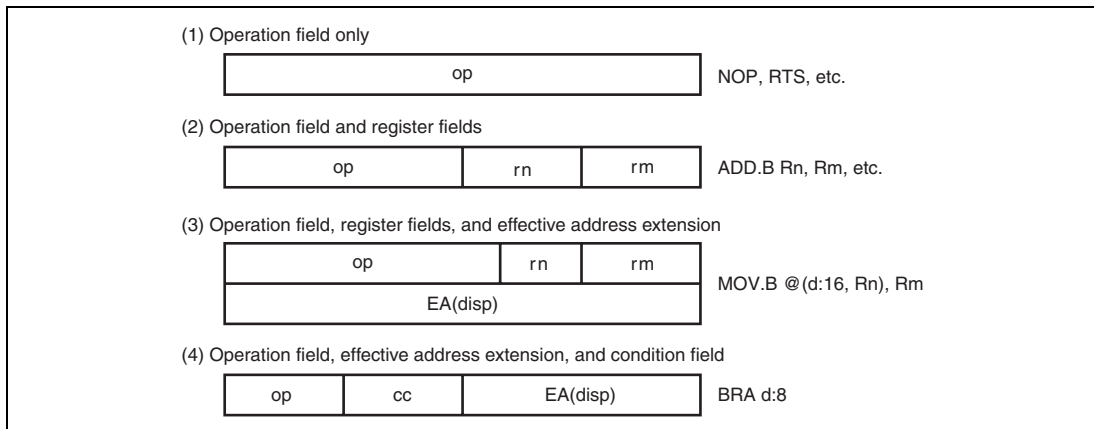 (1) Operation field only
op
NOP, RTS, etc.
(2) Operation field and register fields
op rn rm
ADD.B Rn, Rm, etc.
(3) Operation field, register fields, and effective address extension
op rn rm
MOV.B @(d:16, Rn), Rm
EA(disp)
(4) Operation field, effective address extension, and condition field
op cc EA(disp)
BRA d:8